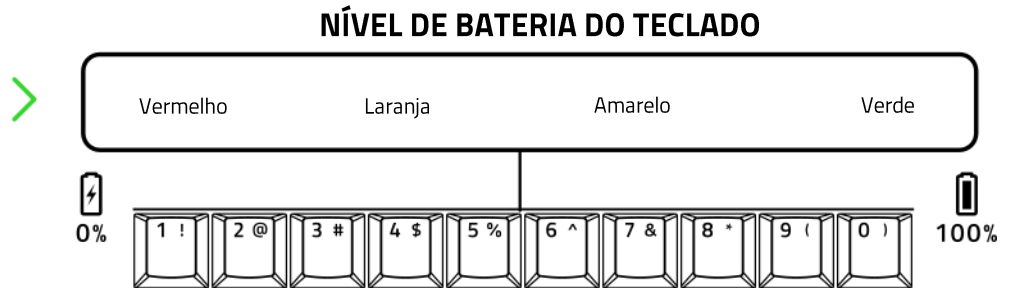 NÍVEL DE BATERIA DO TECLADO
Vermelho Laranja Amarelo Verde
0% 100%
1 ! 2 @ 3 # 4 $ 5 % 6 ^ 7 & 8 * 9 ( 0 )